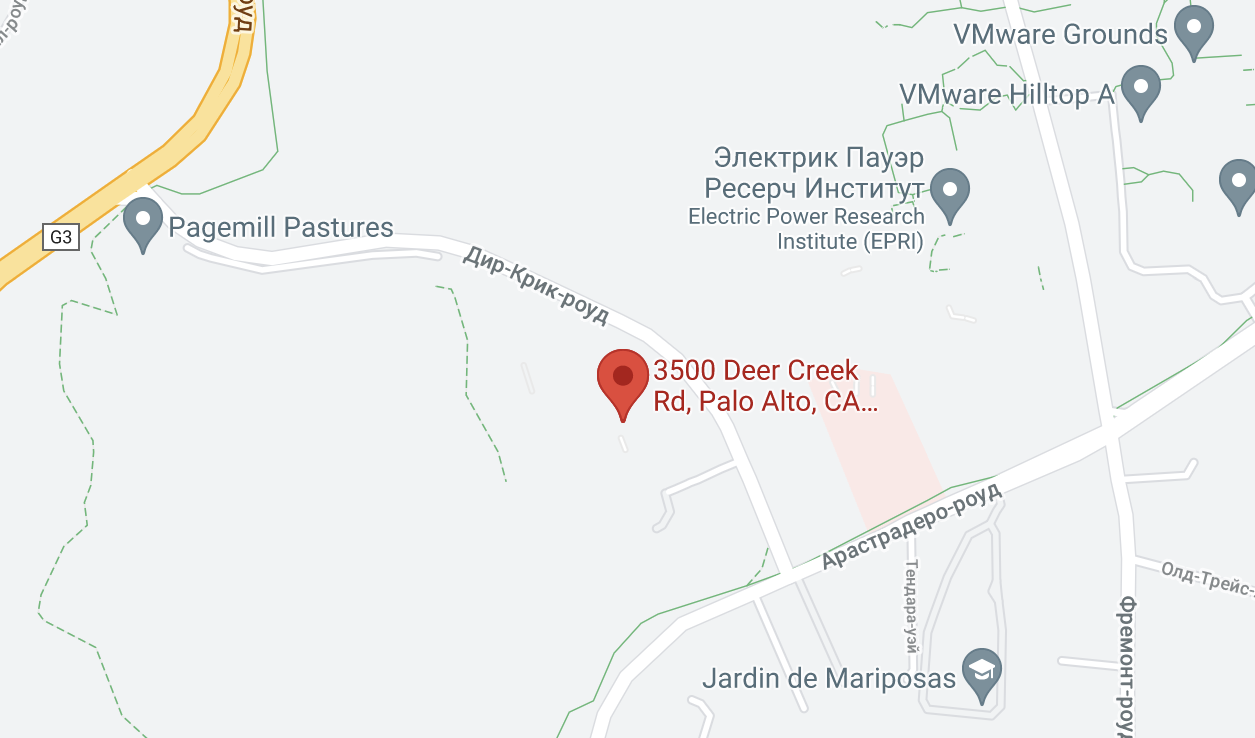 роуд
VMware Grounds
VMware Hilltop A
Электрик Пауэр
Ресерч Институт
Electric Power Research
Institute (EPRI)
Pagemill Pastures
G3
Дир-Крик-роуд
3500 Deer Creek
Rd, Palo Alto, CA...
Арастрадеро-роуд
Тендара-уэй
Олд-Трейс-
Фремонт-роуд
Jardin de Mariposas